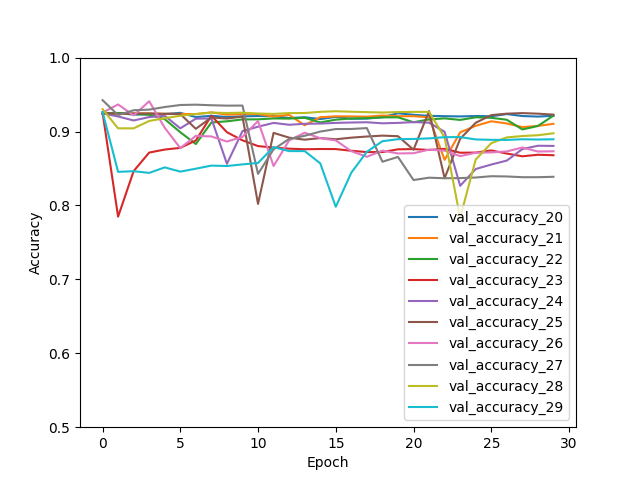 1.0
0.9
0.8
0.7
0.6
0.5
Accuracy
0
5
10
15
20
25
30
Epoch
val_accuracy_20
val_accuracy_21
val_accuracy_22
val_accuracy_23
val_accuracy_24
val_accuracy_25
val_accuracy_26
val_accuracy_27
val_accuracy_28
val_accuracy_29